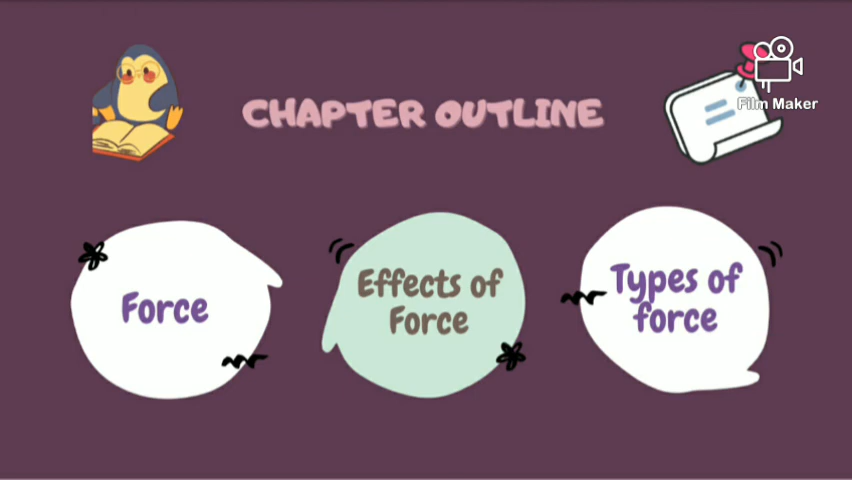 Film Maker
CHAPTER OUTLINE
Force
Effects of
Force
Types of
force